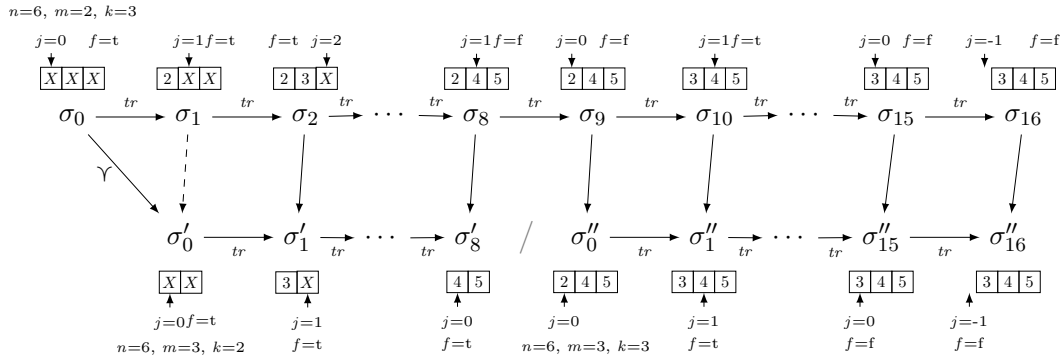 n=6, m=2, k=3
j=0 f=t j=1 f=t f=t j=2 j=1 f=f j=0 f=f j=1 f=t j=0 f=f j=-1 f=f
X X X 2 X X 2 3 X 2 4 5 2 4 5 3 4 5 3 4 5 3 4 5
tr tr tr tr tr tr tr tr tr
σ₀ σ₁ σ₂ ··· σ₈ σ₉ σ₁₀ ··· σ₁₅ σ₁₆
≺
σ′₀ σ′₁ ··· σ′₈ / σ″₀ σ″₁ ··· σ″₁₅ σ″₁₆
tr tr tr tr tr tr tr
X X 3 X 4 5 2 4 5 3 4 5 3 4 5 3 4 5
j=0 f=t j=1 j=0 j=0 j=1 j=0 j=-1
n=6, m=3, k=2 f=t f=t n=6, m=3, k=3 f=t f=f f=f